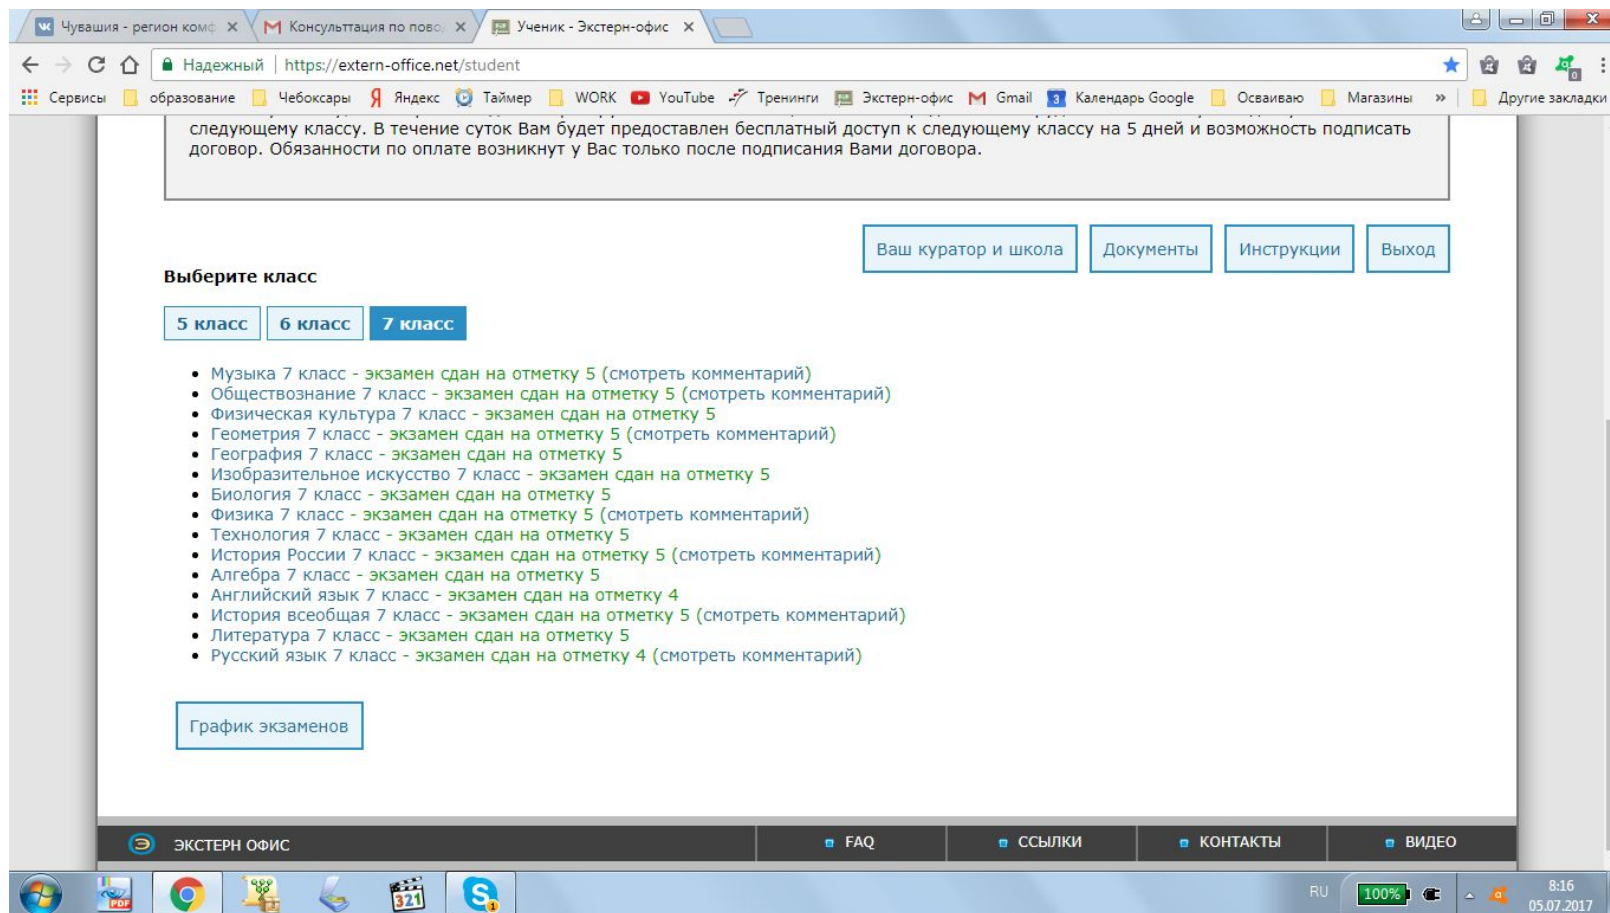 Чувашия - регион комф
Консульттация по пово
Ученик - Экстерн-офис
Надежный https://extern-office.net/student
Сервисы образование Чебоксары Яндекс Таймер WORK YouTube Тренинги Экстерн-офис Gmail Календарь Google Осваиваю Магазины » Другие закладки
следующему классу. В течение суток Вам будет предоставлен бесплатный доступ к следующему классу на 5 дней и возможность подписать
договор. Обязанности по оплате возникнут у Вас только после подписания Вами договора.
Ваш куратор и школа Документы Инструкции Выход
Выберите класс
5 класс 6 класс 7 класс
Музыка 7 класс - экзамен сдан на отметку 5 (смотреть комментарий)
Обществознание 7 класс - экзамен сдан на отметку 5 (смотреть комментарий)
Физическая культура 7 класс - экзамен сдан на отметку 5
Геометрия 7 класс - экзамен сдан на отметку 5 (смотреть комментарий)
География 7 класс - экзамен сдан на отметку 5
Изобразительное искусство 7 класс - экзамен сдан на отметку 5
Биология 7 класс - экзамен сдан на отметку 5
Физика 7 класс - экзамен сдан на отметку 5 (смотреть комментарий)
Технология 7 класс - экзамен сдан на отметку 5
История России 7 класс - экзамен сдан на отметку 5 (смотреть комментарий)
Алгебра 7 класс - экзамен сдан на отметку 5
Английский язык 7 класс - экзамен сдан на отметку 4
История всеобщая 7 класс - экзамен сдан на отметку 5 (смотреть комментарий)
Литература 7 класс - экзамен сдан на отметку 5
Русский язык 7 класс - экзамен сдан на отметку 4 (смотреть комментарий)
График экзаменов
ЭКСТЕРН ОФИС FAQ ССЫЛКИ КОНТАКТЫ ВИДЕО
PDF 321 RU 100% 8:16
05.07.2017